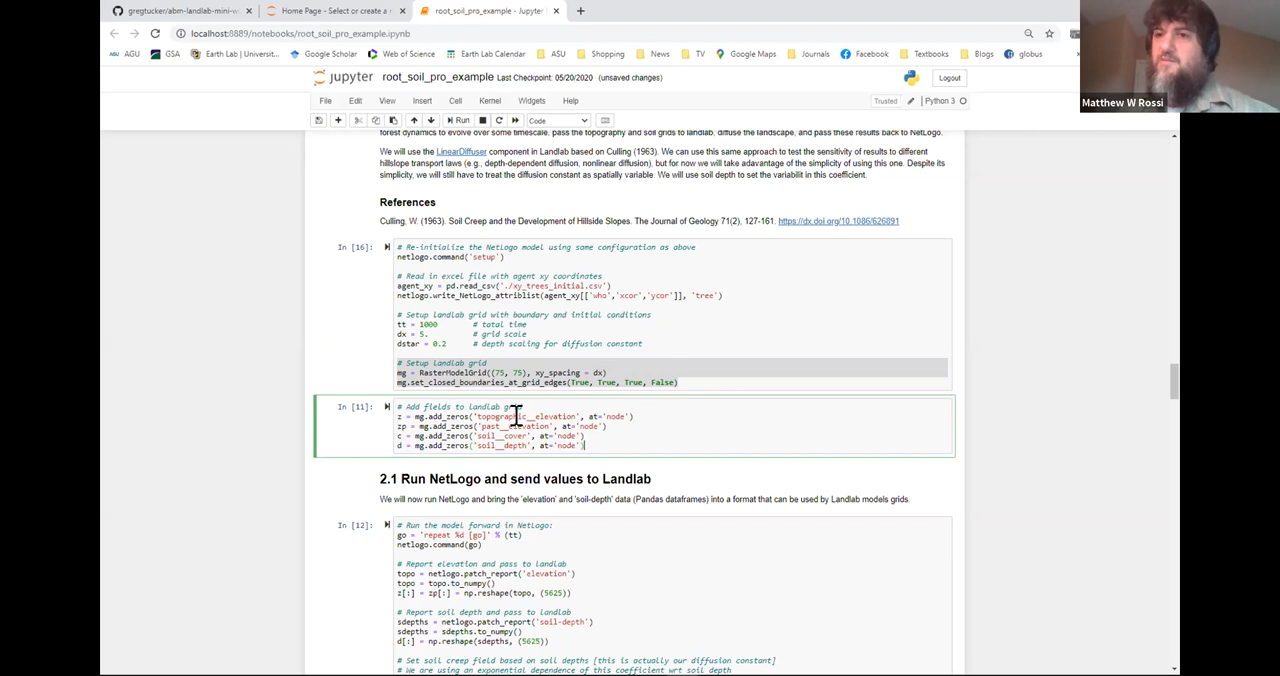 gregtucker/abm-landlab-mini-w
Home Page - Select or create a
root_soil_pro_example - Jupyter
localhost:8889/notebooks/root_soil_pro_example.ipynb
AGU GSA Earth Lab | Universit... Google Scholar Web of Science Earth Lab Calendar ASU Shopping News TV Google Maps Journals Facebook Textbooks Blogs globus
Matthew W Rossi
jupyter root_soil_pro_example Last Checkpoint: 05/20/2020 (unsaved changes)
Logout
File Edit View Insert Cell Kernel Widgets Help
Trusted Python 3
Run Code
forest dynamics to evolve over some timescale, pass the topography and soil grids to landlab, diffuse the landscape, and pass these results back to NetLogo.
We will use the LinearDiffuser component in Landlab based on Culling (1963). We can use this same approach to test the sensitivity of results to different
hillslope transport laws (e.g., depth-dependent diffusion, nonlinear diffusion), but for now we will take adavantage of the simplicity of using this one. Despite its
simplicity, we will still have to treat the diffusion constant as spatially variable. We will use soil depth to set the variabilit in this coefficient.
References
Culling, W. (1963). Soil Creep and the Development of Hillside Slopes. The Journal of Geology 71(2), 127-161. https://dx.doi.org/10.1086/626891
In [16]:
# Re-initialize the NetLogo model using same configuration as above
netlogo.command('setup')
# Read in excel file with agent xy coordinates
agent_xy = pd.read_csv('./xy_trees_initial.csv')
netlogo.write_NetLogo_attriblist(agent_xy[['who','xcor','ycor']], 'tree')
# Setup landlab grid with boundary and initial conditions
tt = 1000 # total time
dx = 5. # grid scale
dstar = 0.2 # depth scaling for diffusion constant
# Setup landlab grid
mg = RasterModelGrid((75, 75), xy_spacing = dx)
mg.set_closed_boundaries_at_grid_edges(True, True, True, False)
In [11]:
# Add fields to landlab grid
z = mg.add_zeros('topographic__elevation', at='node')
zp = mg.add_zeros('past__elevation', at='node')
c = mg.add_zeros('soil__cover', at='node')
d = mg.add_zeros('soil__depth', at='node')
2.1 Run NetLogo and send values to Landlab
We will now run NetLogo and bring the 'elevation' and 'soil-depth' data (Pandas dataframes) into a format that can be used by Landlab models grids.
In [12]:
# Run the model forward in NetLogo:
go = 'repeat %d [go]' % (tt)
netlogo.command(go)
# Report elevation and pass to landlab
topo = netlogo.patch_report('elevation')
topo = topo.to_numpy()
z[:] = zp[:] = np.reshape(topo, (5625))
# Report soil depth and pass to landlab
sdepths = netlogo.patch_report('soil-depth')
sdepths = sdepths.to_numpy()
d[:] = np.reshape(sdepths, (5625))
# Set soil creep field based on soil depths [this is actually our diffusion constant]
# We are using an exponential dependence of this coefficient wrt soil depth